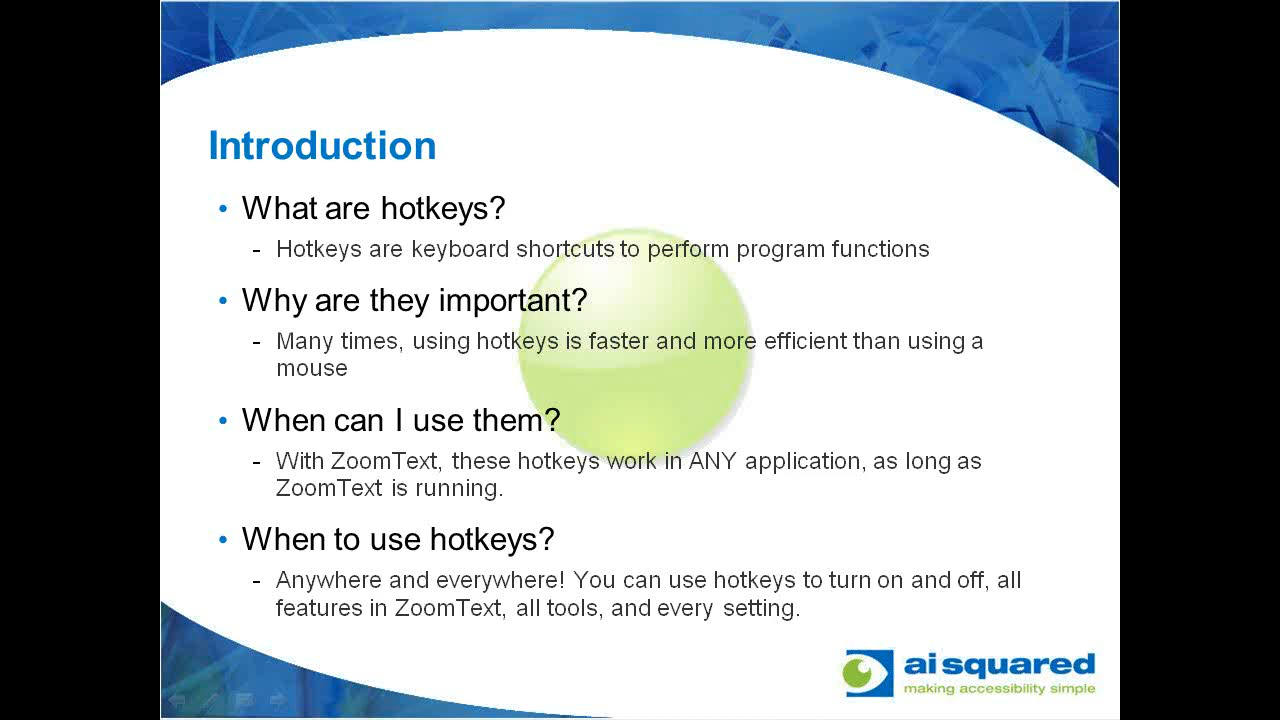 Introduction
• What are hotkeys?
- Hotkeys are keyboard shortcuts to perform program functions
• Why are they important?
- Many times, using hotkeys is faster and more efficient than using a
mouse
• When can I use them?
- With ZoomText, these hotkeys work in ANY application, as long as
ZoomText is running.
• When to use hotkeys?
- Anywhere and everywhere! You can use hotkeys to turn on and off, all
features in ZoomText, all tools, and every setting.
ai squared
making accessibility simple